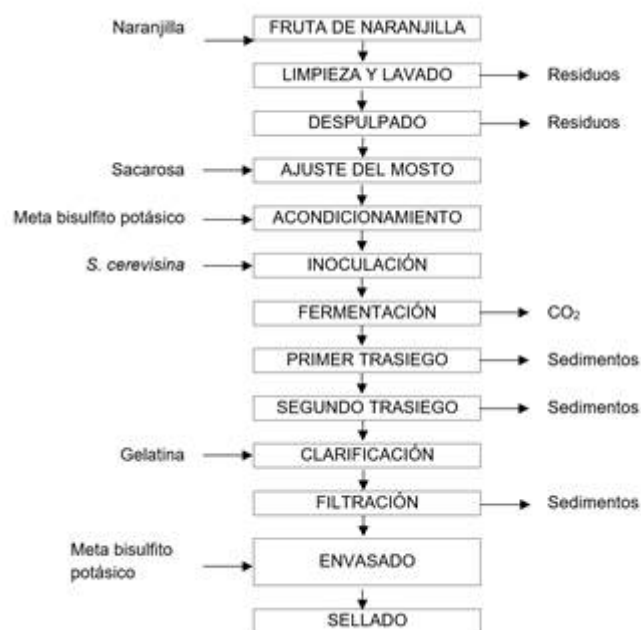 Naranjilla
FRUTA DE NARANJILLA
LIMPIEZA Y LAVADO
Residuos
DESPULPADO
Residuos
Sacarosa
AJUSTE DEL MOSTO
Meta bisulfito potásico
ACONDICIONAMIENTO
S. cerevisina
INOCULACIÓN
FERMENTACIÓN
CO₂
PRIMER TRASIEGO
Sedimentos
SEGUNDO TRASIEGO
Sedimentos
Gelatina
CLARIFICACIÓN
FILTRACIÓN
Sedimentos
Meta bisulfito
potásico
ENVASADO
SELLADO